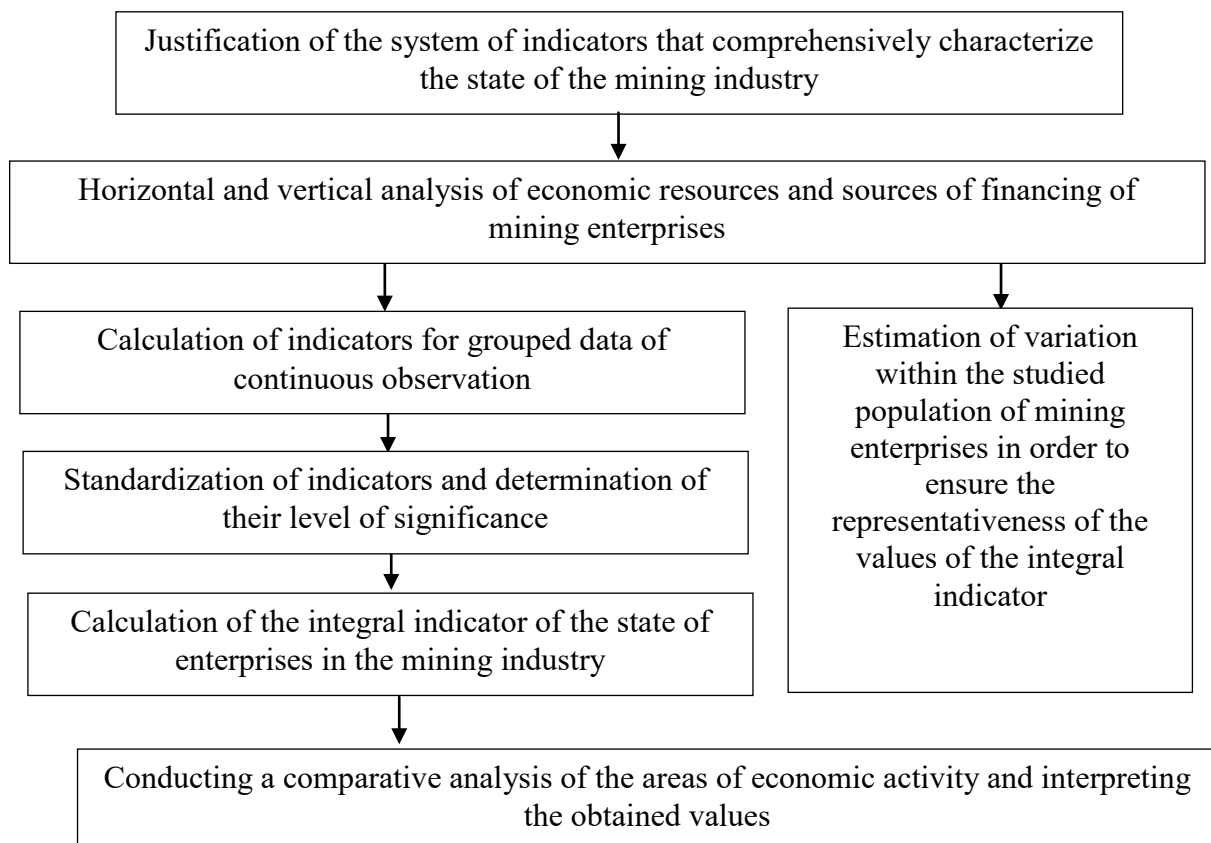 Justification of the system of indicators that comprehensively characterize
the state of the mining industry
Horizontal and vertical analysis of economic resources and sources of financing of
mining enterprises
Calculation of indicators for grouped data of
continuous observation
Standardization of indicators and determination of
their level of significance
Calculation of the integral indicator of the state of
enterprises in the mining industry
Estimation of variation
within the studied
population of mining
enterprises in order to
ensure the
representativeness of the
values of the integral
indicator
Conducting a comparative analysis of the areas of economic activity and interpreting
the obtained values